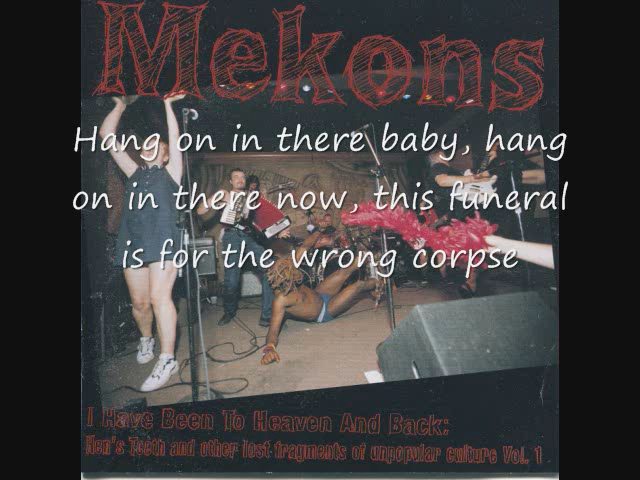 Mekons
Hang on in there baby, hang
on in there now, this funeral
is for the wrong corpse
I Have Been To Heaven And Back:
Hen's Teeth and other lost fragments of unpopular culture Vol. 1